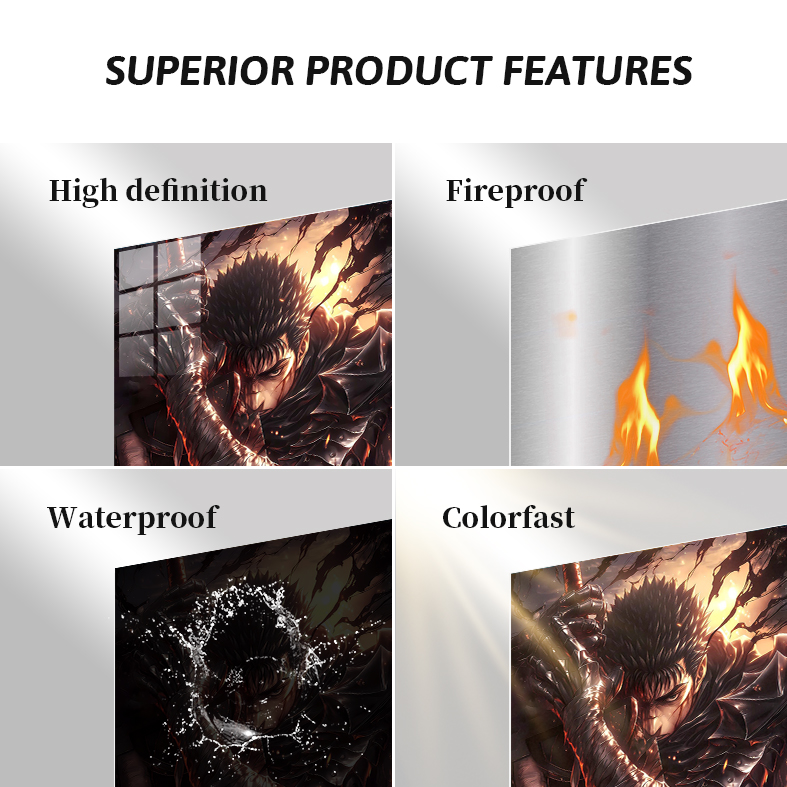 SUPERIOR PRODUCT FEATURES
High definition
Fireproof
Waterproof
Colorfast